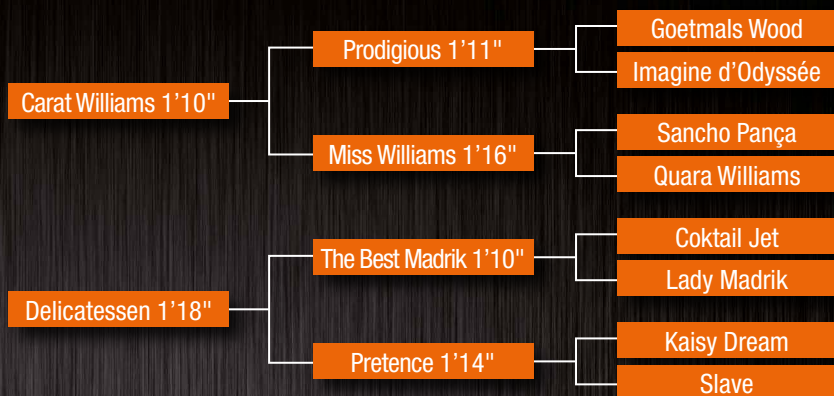 Carat Williams 1’10"
Prodigious 1’11"
Goetmals Wood
Imagine d’Odyssée
Miss Williams 1’16"
Sancho Pança
Quara Williams
Delicatessen 1’18"
The Best Madrik 1’10"
Coktail Jet
Lady Madrik
Pretence 1’14"
Kaisy Dream
Slave